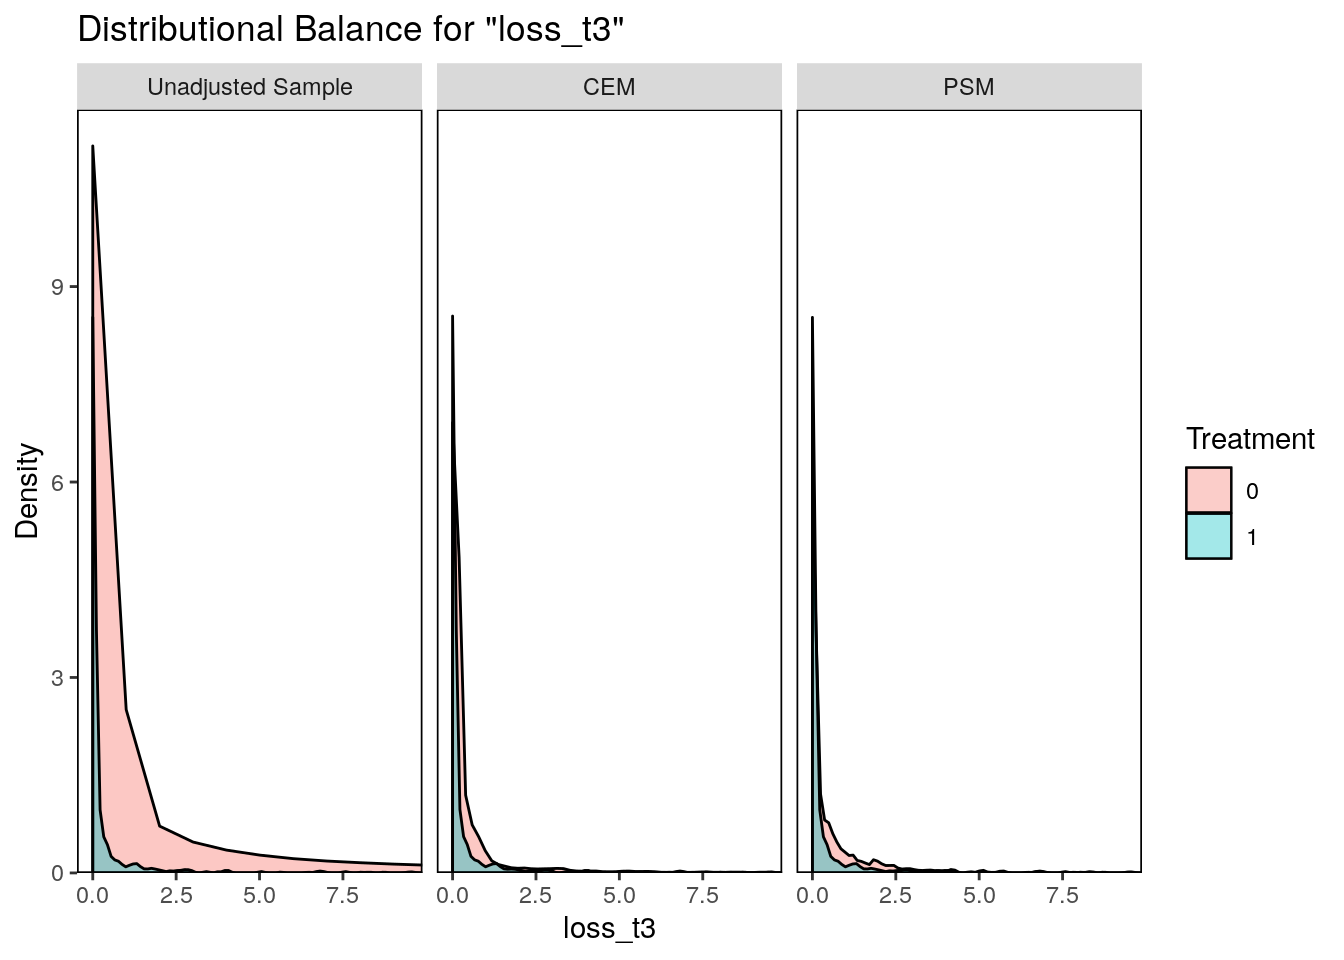 Distributional Balance for "loss_t3"
Unadjusted Sample
CEM
PSM
Density
9
6
3
0
0.0 2.5 5.0 7.5
0.0 2.5 5.0 7.5
0.0 2.5 5.0 7.5
loss_t3
Treatment
0
1